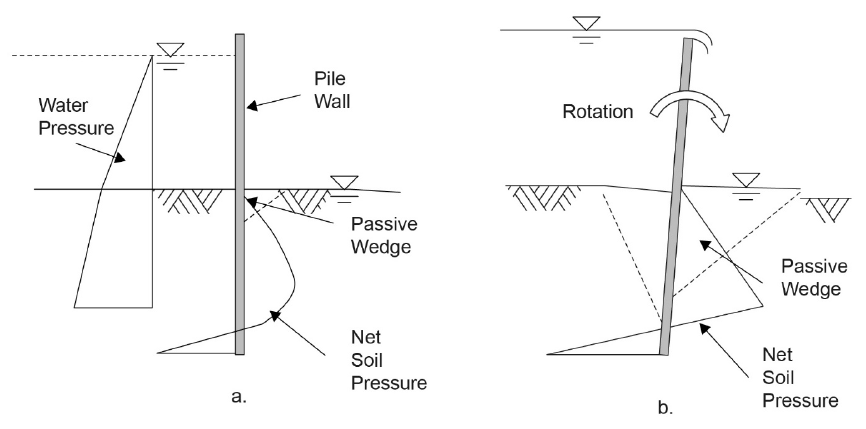 Water
Pressure
Pile
Wall
Passive
Wedge
Net
Soil
Pressure
a.
Rotation
Passive
Wedge
Net
Soil
Pressure
b.